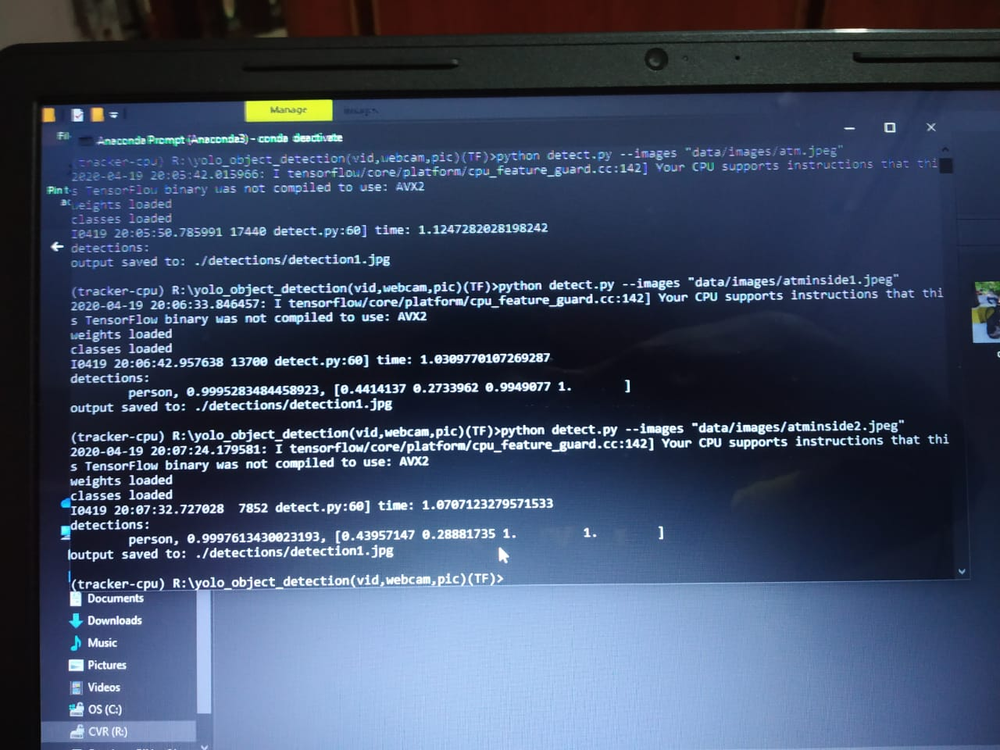 Manage
Anaconda Prompt (Anaconda3) - conda deactivate
(tracker-cpu) R:\yolo_object_detection(vid,webcam,pic)(TF)>python detect.py --images "data/images/atm.jpeg"
2020-04-19 20:05:42.015966: I tensorflow/core/platform/cpu_feature_guard.cc:142] Your CPU supports instructions that thi
s TensorFlow binary was not compiled to use: AVX2
weights loaded
classes loaded
I0419 20:05:50.785991 17440 detect.py:60] time: 1.1247282028198242
detections:
output saved to: ./detections/detection1.jpg
(tracker-cpu) R:\yolo_object_detection(vid,webcam,pic)(TF)>python detect.py --images "data/images/atminside1.jpeg"
2020-04-19 20:06:33.846457: I tensorflow/core/platform/cpu_feature_guard.cc:142] Your CPU supports instructions that thi
s TensorFlow binary was not compiled to use: AVX2
weights loaded
classes loaded
I0419 20:06:42.957638 13700 detect.py:60] time: 1.0309770107269287
detections:
person, 0.9995283484458923, [0.4414137 0.2733962 0.9949077 1. ]
output saved to: ./detections/detection1.jpg
(tracker-cpu) R:\yolo_object_detection(vid,webcam,pic)(TF)>python detect.py --images "data/images/atminside2.jpeg"
2020-04-19 20:07:24.179581: I tensorflow/core/platform/cpu_feature_guard.cc:142] Your CPU supports instructions that thi
s TensorFlow binary was not compiled to use: AVX2
weights loaded
classes loaded
I0419 20:07:32.727028 7852 detect.py:60] time: 1.0707123279571533
detections:
person, 0.9997613430023193, [0.43957147 0.28881735 1. 1. ]
output saved to: ./detections/detection1.jpg
(tracker-cpu) R:\yolo_object_detection(vid,webcam,pic)(TF)>
Documents
Downloads
Music
Pictures
Videos
OS (C:)
CVR (R:)